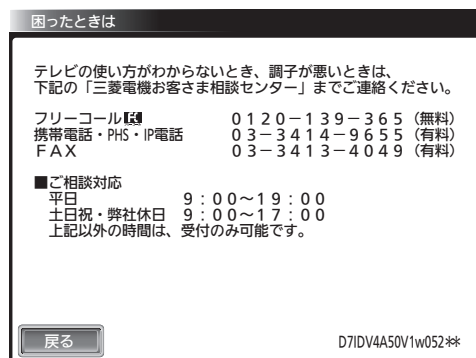 困ったときは
テレビの使い方がわからないとき、調子が悪いときは、
下記の「三菱電機お客さま相談センター」までご連絡ください。
フリーコール 0120-139-365(無料)
携帯電話・PHS・IP電話 03-3414-9655(有料)
FAX 03-3413-4049(有料)
■ご相談対応
平日 9:00~19:00
土日祝・弊社休日 9:00~17:00
上記以外の時間は、受付のみ可能です。
戻る
D7IDV4A50V1w052**